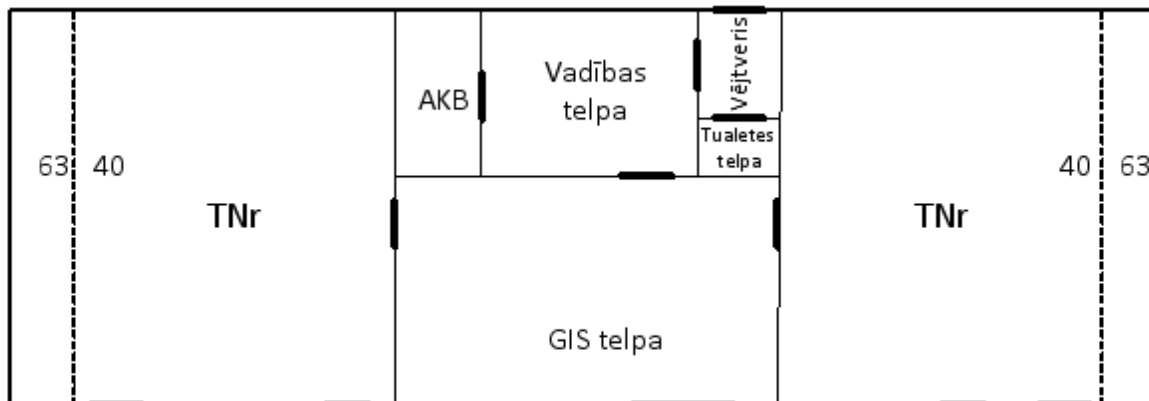 Vējtveris
Vadības
telpa
AKB
Tualetes
telpa
63 40
40 63
TNr
TNr
GIS telpa